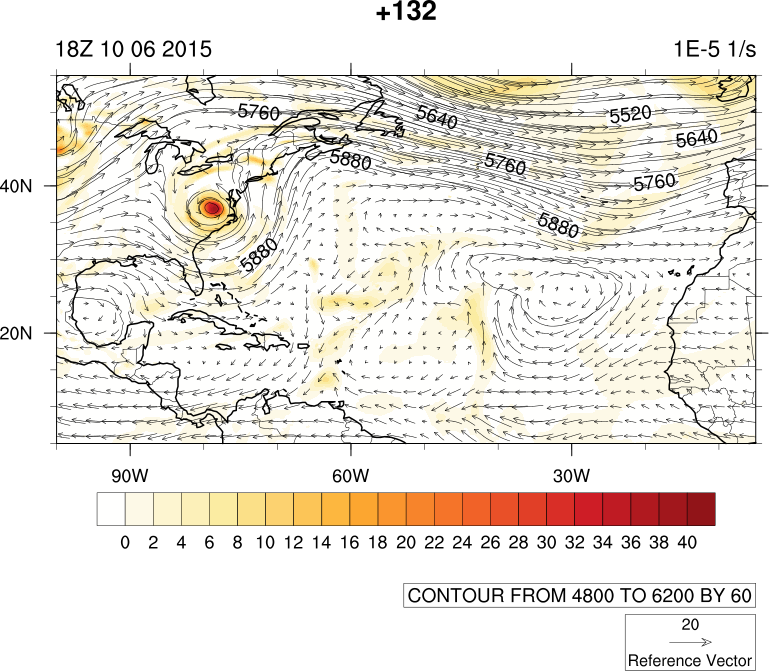 +132
18Z 10 06 2015 1E-5 1/s
5760 5640 5520
5640
5880 5760
5760
40N
5880
5880
20N
90W 60W 30W
0 2 4 6 8 10 12 14 16 18 20 22 24 26 28 30 32 34 36 38 40
CONTOUR FROM 4800 TO 6200 BY 60
20
Reference Vector